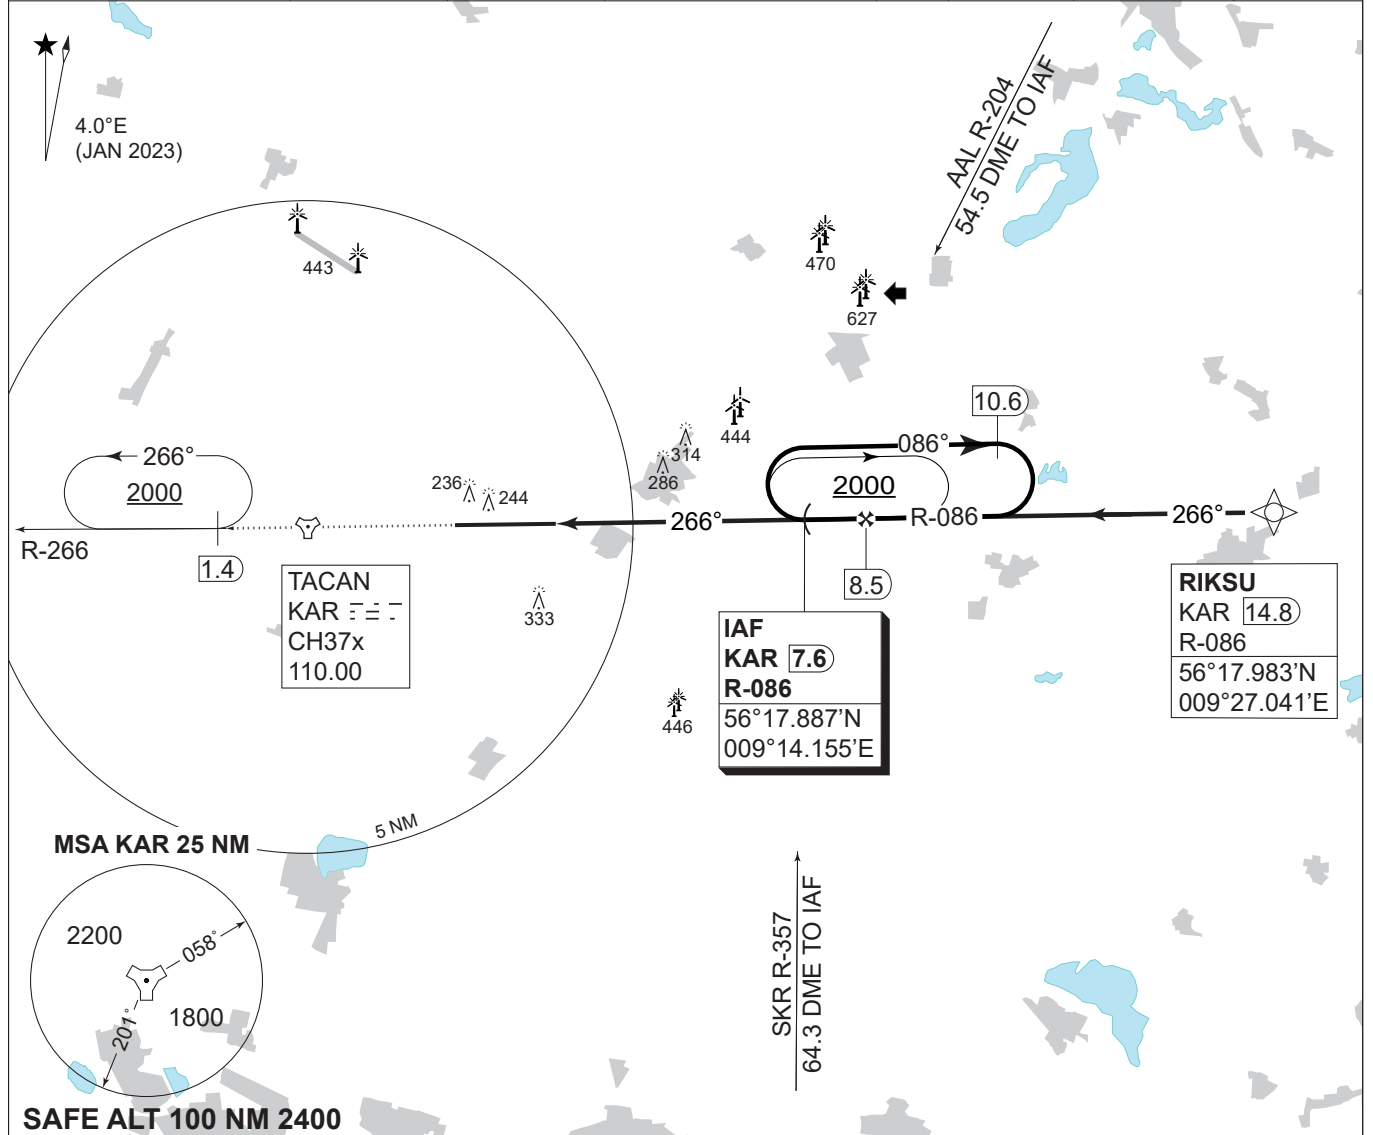 4.0°E
(JAN 2023)
AAL R-204
54.5 DME TO IAF
443
470
627
10.6
444
086°
314
286
266°
2000
2000
236
244
266°
R-086
266°
R-266
1.4
8.5
TACAN
KAR
CH37x
110.00
333
IAF
KAR 7.6
R-086
56°17.887’N
009°14.155’E
RIKSU
KAR 14.8
R-086
56°17.983’N
009°27.041’E
446
5 NM
MSA KAR 25 NM
2200
058°
1800
201°
SKR R-357
64.3 DME TO IAF
SAFE ALT 100 NM 2400